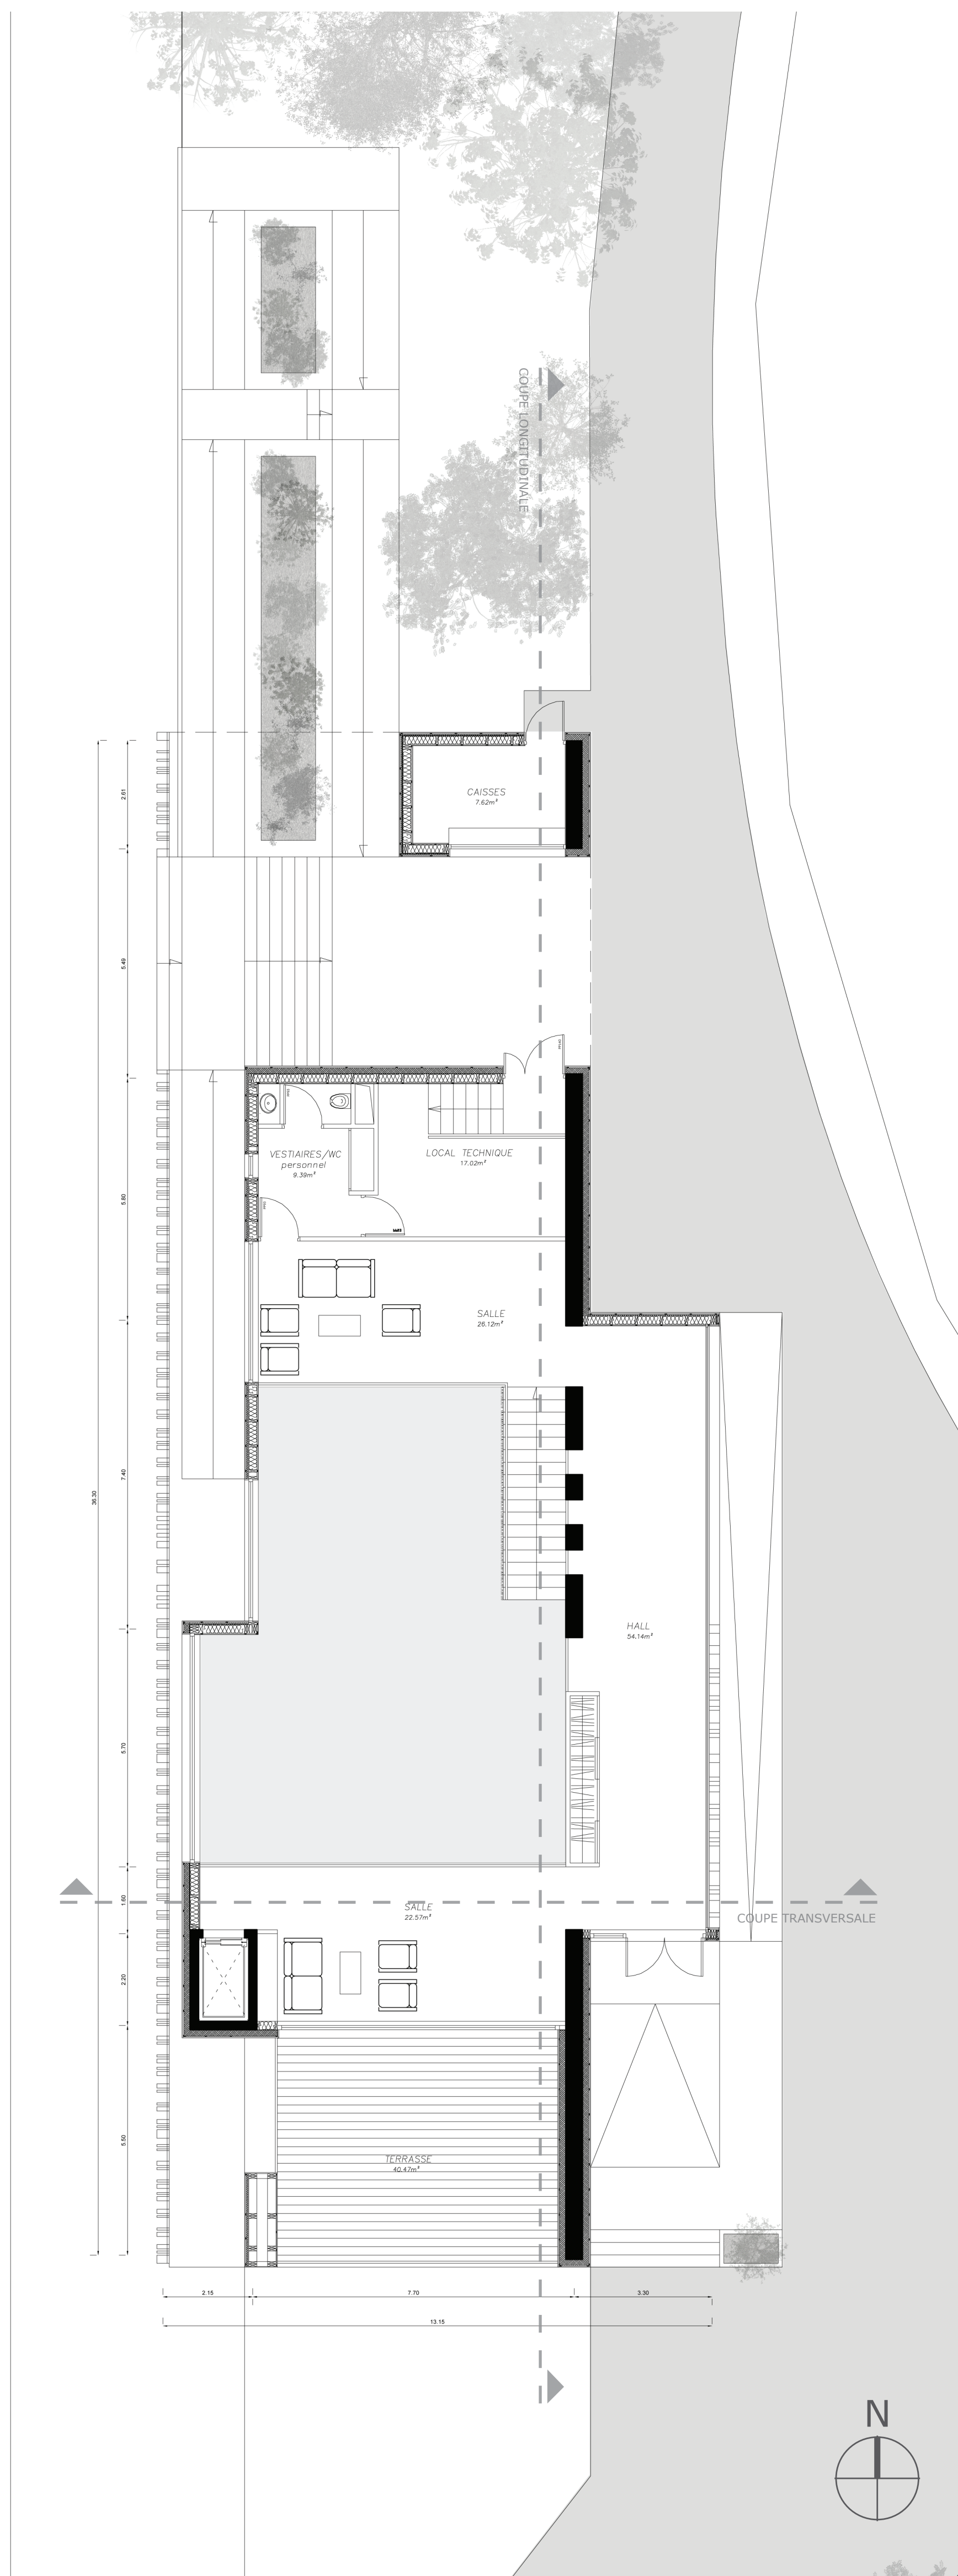 COUPE LONGITUDINALE
CAISSES
7.62m²
2.61
5.49
VESTIAIRES/WC
personnel
9.39m²
LOCAL TECHNIQUE
17.02m²
5.80
SALLE
26.12m²
7.40
36.30
HALL
54.14m²
5.70
SALLE
22.57m²
1.60
COUPE TRANSVERSALE
2.20
TERRASSE
40.47m²
5.50
2.15
7.70
3.30
13.15
N